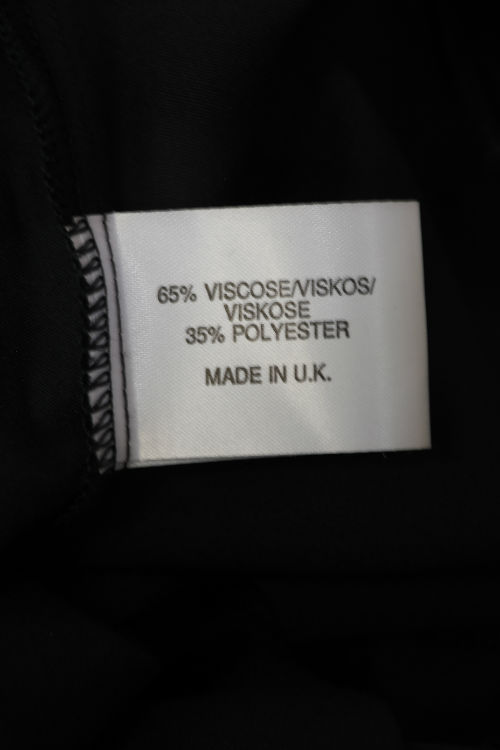 65% VISCOSE/VISKOS/
VISKOSE
35% POLYESTER
MADE IN U.K.